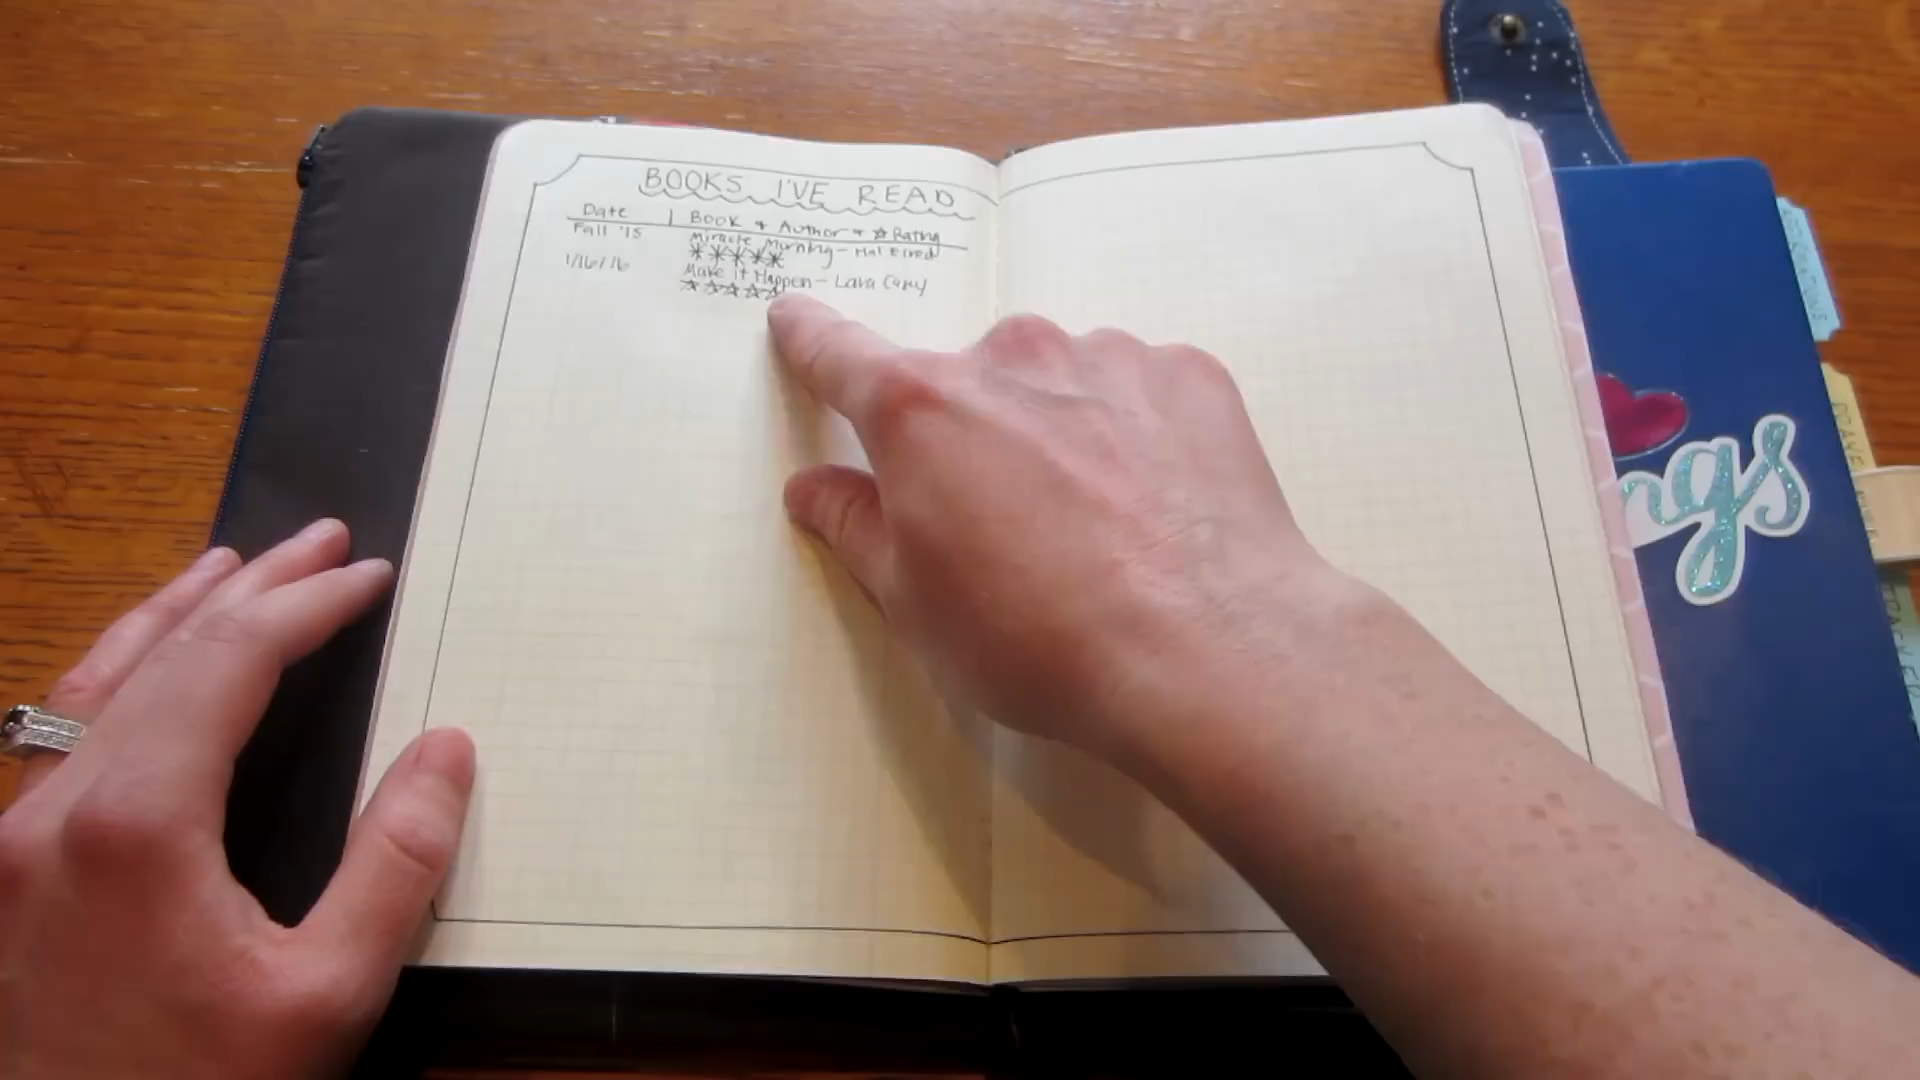 BOOKS I'VE READ
Date | Book & Author & ☆ Rating
Fall '15 Miracle Morning - Hal Elrod
1/16/16 Make it Happen - Lara Casey
ngs